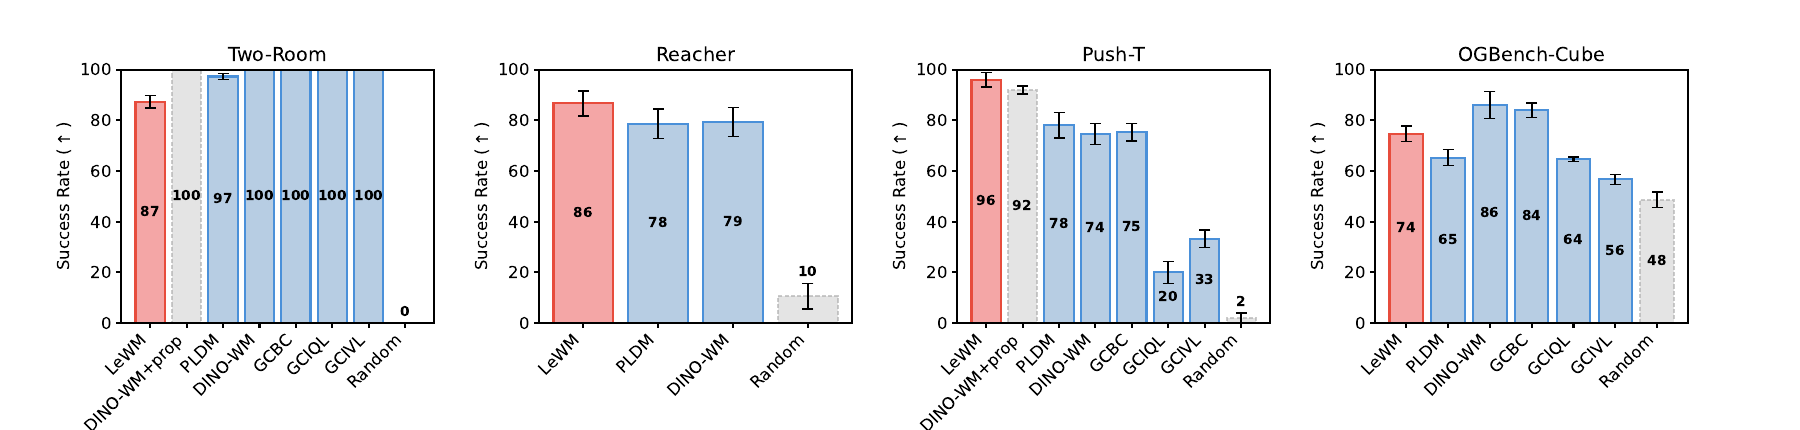 Two-Room
Success Rate ( ↑ )
100
80
60
40
20
0
87
100
97
100
100
100
100
0
LeWM
DINO-WM+prop
PLDM
DINO-WM
GCBC
GCIQL
GCIVL
Random
Reacher
Success Rate ( ↑ )
100
80
60
40
20
0
86
78
79
10
LeWM
PLDM
DINO-WM
Random
Push-T
Success Rate ( ↑ )
100
80
60
40
20
0
96
92
78
74
75
20
33
2
LeWM
DINO-WM+prop
PLDM
DINO-WM
GCBC
GCIQL
GCIVL
Random
OGBench-Cube
Success Rate ( ↑ )
100
80
60
40
20
0
74
65
86
84
64
56
48
LeWM
PLDM
DINO-WM
GCBC
GCIQL
GCIVL
Random